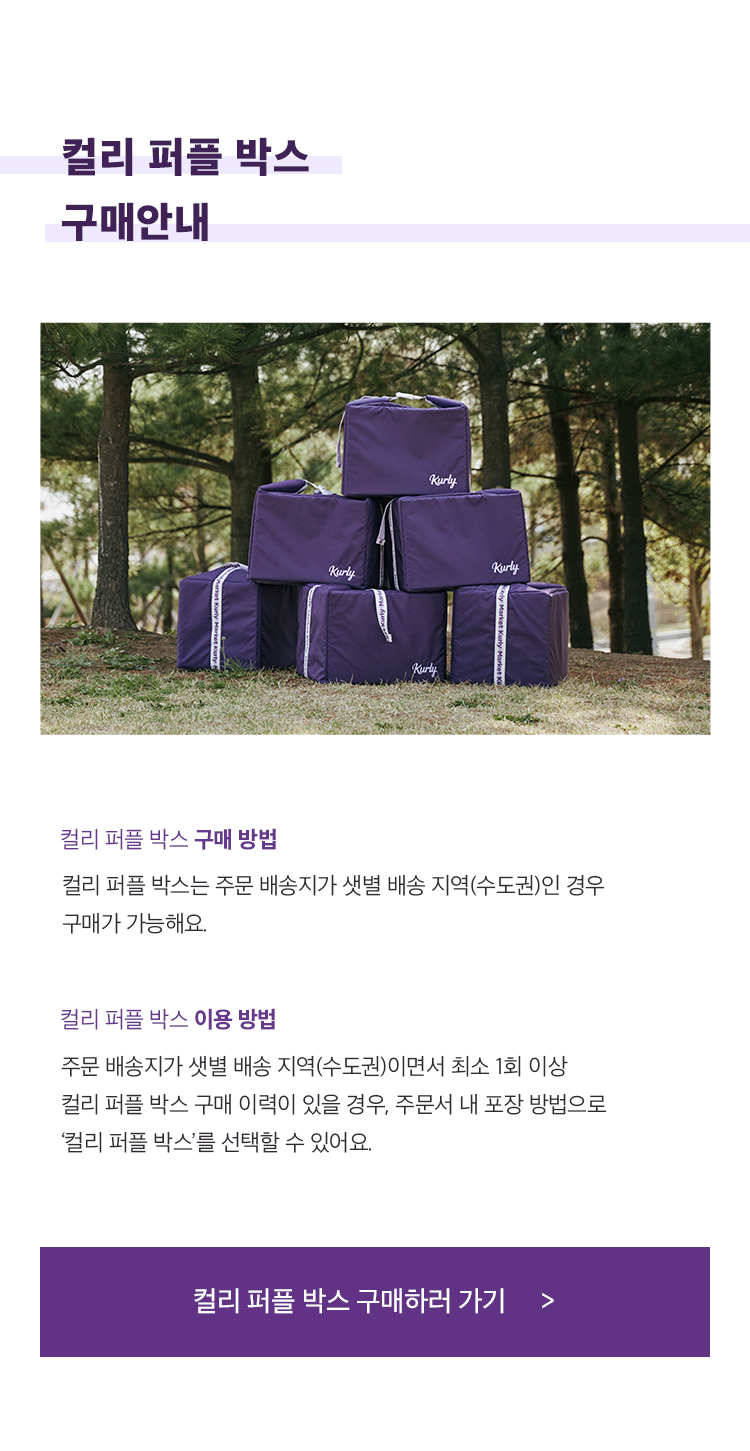 컬리 퍼플 박스
구매안내
Kurly
Kurly
Kurly
Market Kurly Market
Kurly
Kurly Market Kurly Market
컬리 퍼플 박스 구매 방법
컬리 퍼플 박스는 주문 배송지가 샛별 배송 지역(수도권)인 경우
구매가 가능해요.
컬리 퍼플 박스 이용 방법
주문 배송지가 샛별 배송 지역(수도권)이면서 최소 1회 이상
컬리 퍼플 박스 구매 이력이 있을 경우, 주문서 내 포장 방법으로
‘컬리 퍼플 박스’를 선택할 수 있어요.
컬리 퍼플 박스 구매하러 가기 >